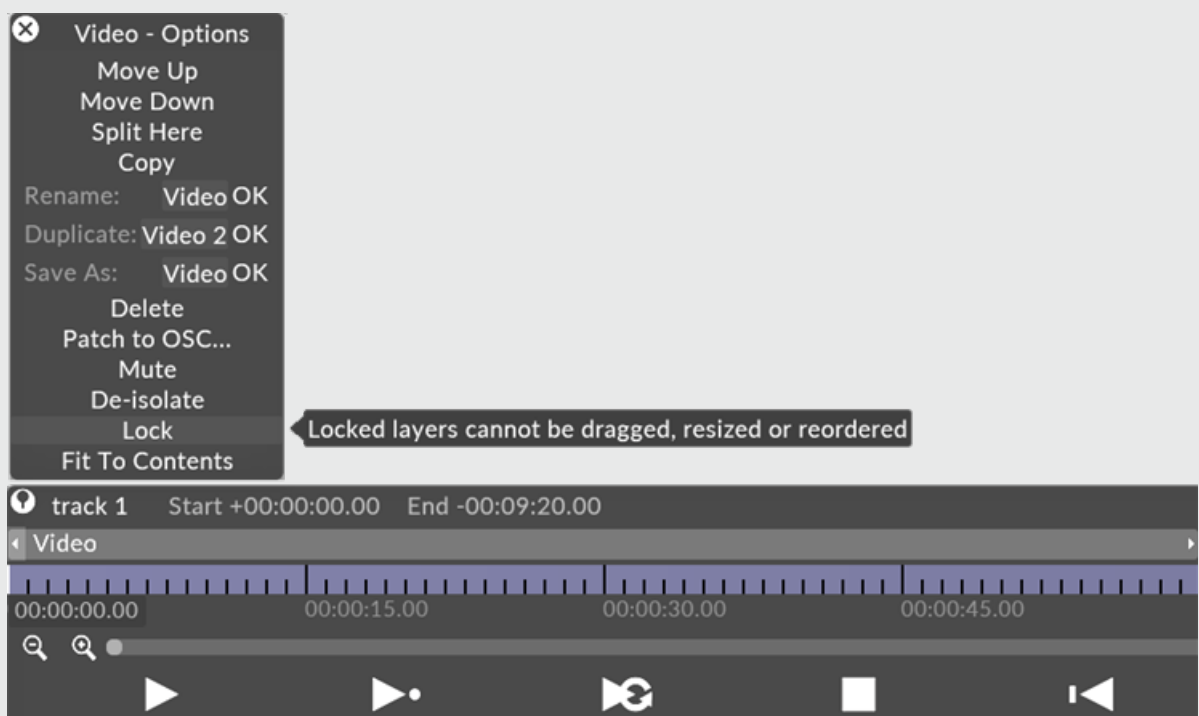 Video - Options
Move Up
Move Down
Split Here
Copy
Rename: Video OK
Duplicate: Video 2 OK
Save As: Video OK
Delete
Patch to OSC...
Mute
De-isolate
Lock
Locked layers cannot be dragged, resized or reordered
Fit To Contents
track 1 Start +00:00:00.00 End -00:09:20.00
Video
00:00:00.00 00:00:15.00 00:00:30.00 00:00:45.00